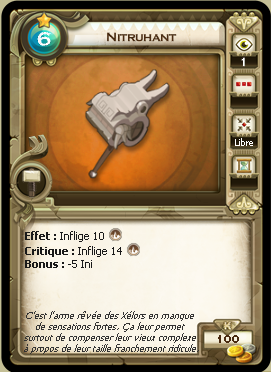 Nitruhant
6
1
Libre
Effet : Inflige 10
Critique : Inflige 14
Bonus : -5 Ini
C'est l'arme rêvée des Xélors en manque
de sensations fortes. Ça leur permet
surtout de compenser leur vieux complexe
à propos de leur taille franchement ridicule
K
100